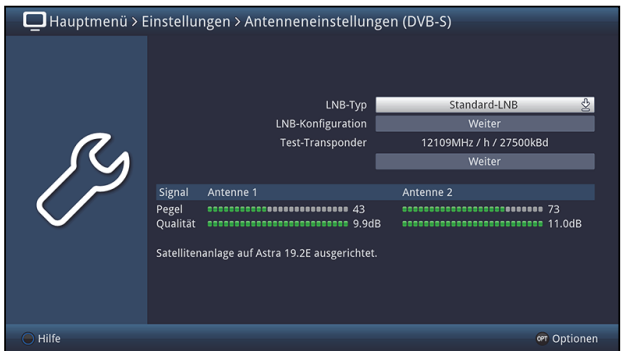 Hauptmenü > Einstellungen > Antenneneinstellungen (DVB-S)
LNB-Typ Standard-LNB
LNB-Konfiguration Weiter
Test-Transponder 12109MHz / h / 27500kBd
Weiter
Signal Antenne 1 Antenne 2
Pegel 43 73
Qualität 9.9dB 11.0dB
Satellitenanlage auf Astra 19.2E ausgerichtet.
Hilfe OPT Optionen